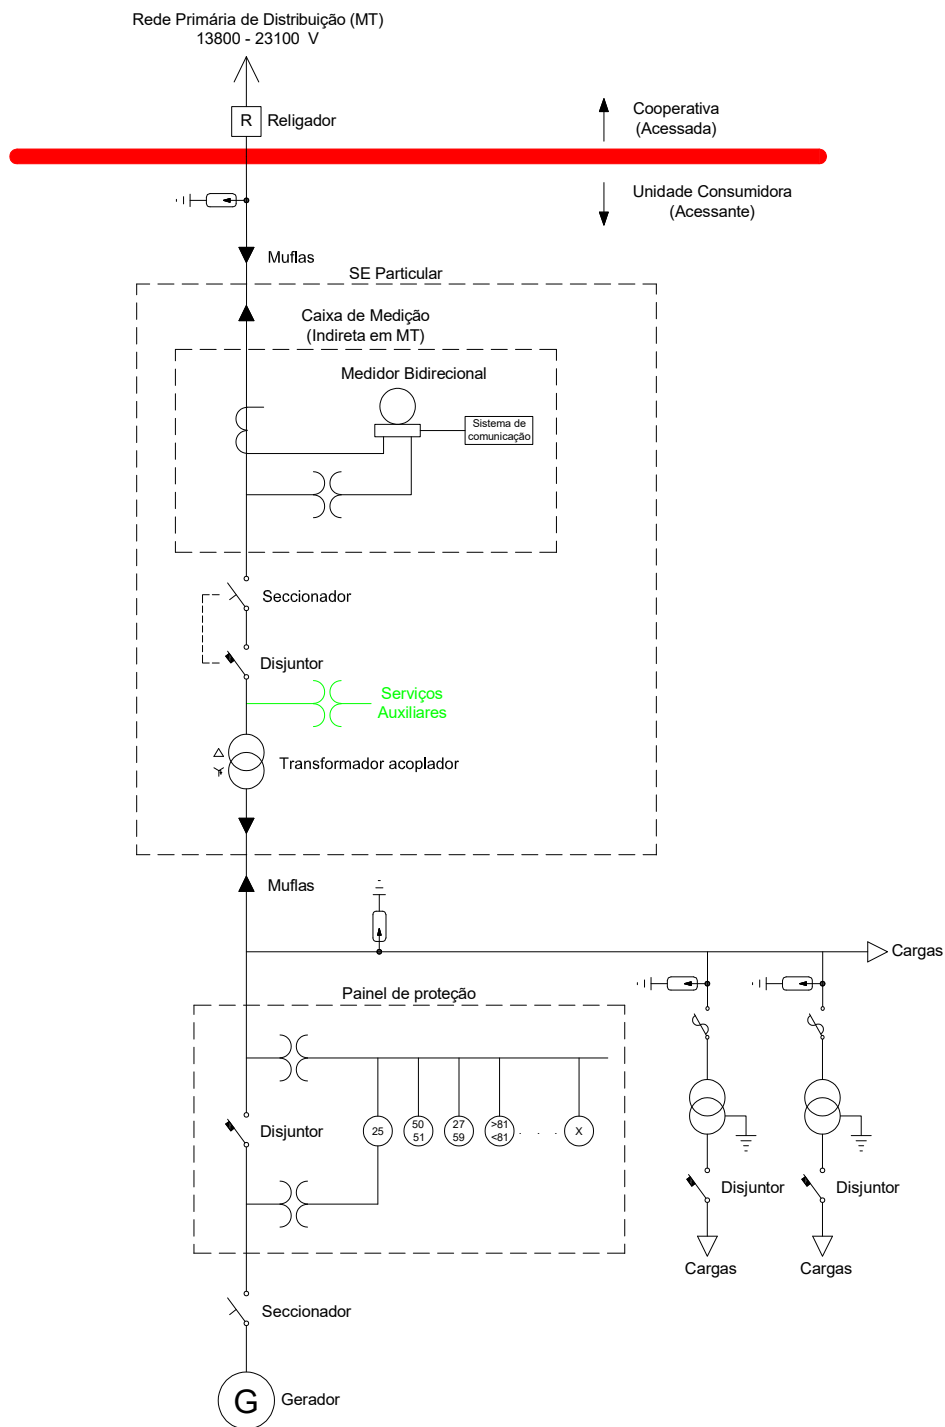 Rede Primária de Distribuição (MT)
13800 - 23100 V
R
Religador
Cooperativa
(Acessada)
Unidade Consumidora
(Acessante)
Muflas
SE Particular
Caixa de Medição
(Indireta em MT)
Medidor Bidirecional
Sistema de
comunicação
Seccionador
Disjuntor
Serviços
Auxiliares
Transformador acoplador
Muflas
Cargas
Painel de proteção
Disjuntor
25
50
51
27
59
>81
<81
. . . .
X
Disjuntor
Disjuntor
Cargas
Cargas
Seccionador
G
Gerador